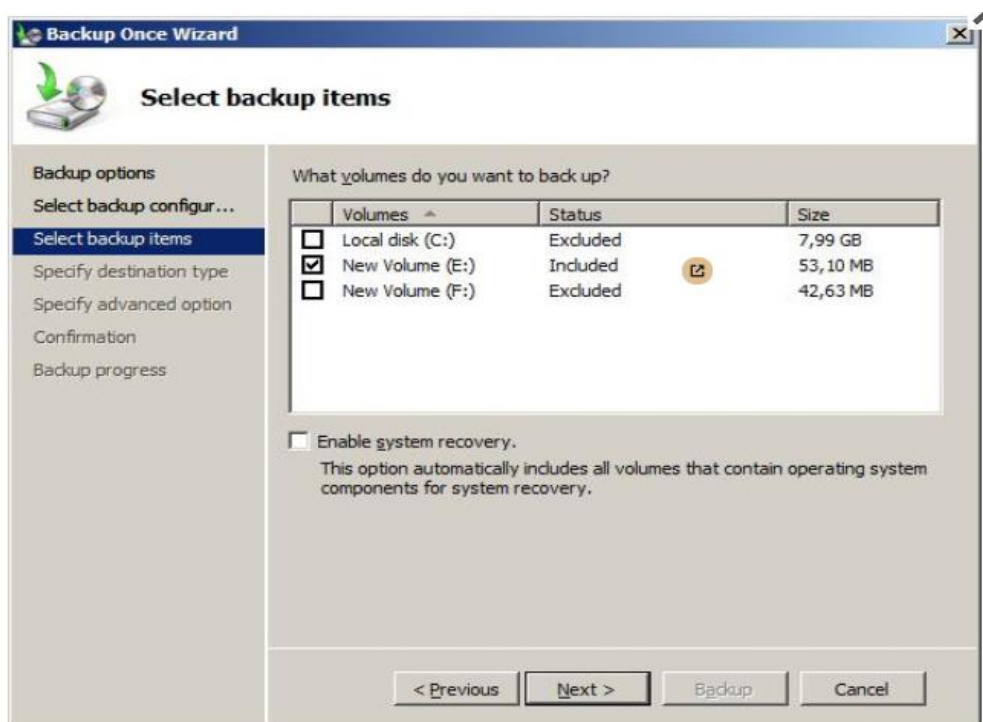 Backup Once Wizard
Select backup items
Backup options
Select backup configur...
Select backup items
Specify destination type
Specify advanced option
Confirmation
Backup progress
What volumes do you want to back up?
Volumes Status Size
Local disk (C:) Excluded 7,99 GB
New Volume (E:) Included 53,10 MB
New Volume (F:) Excluded 42,63 MB
Enable system recovery.
This option automatically includes all volumes that contain operating system
components for system recovery.
< Previous Next > Backup Cancel